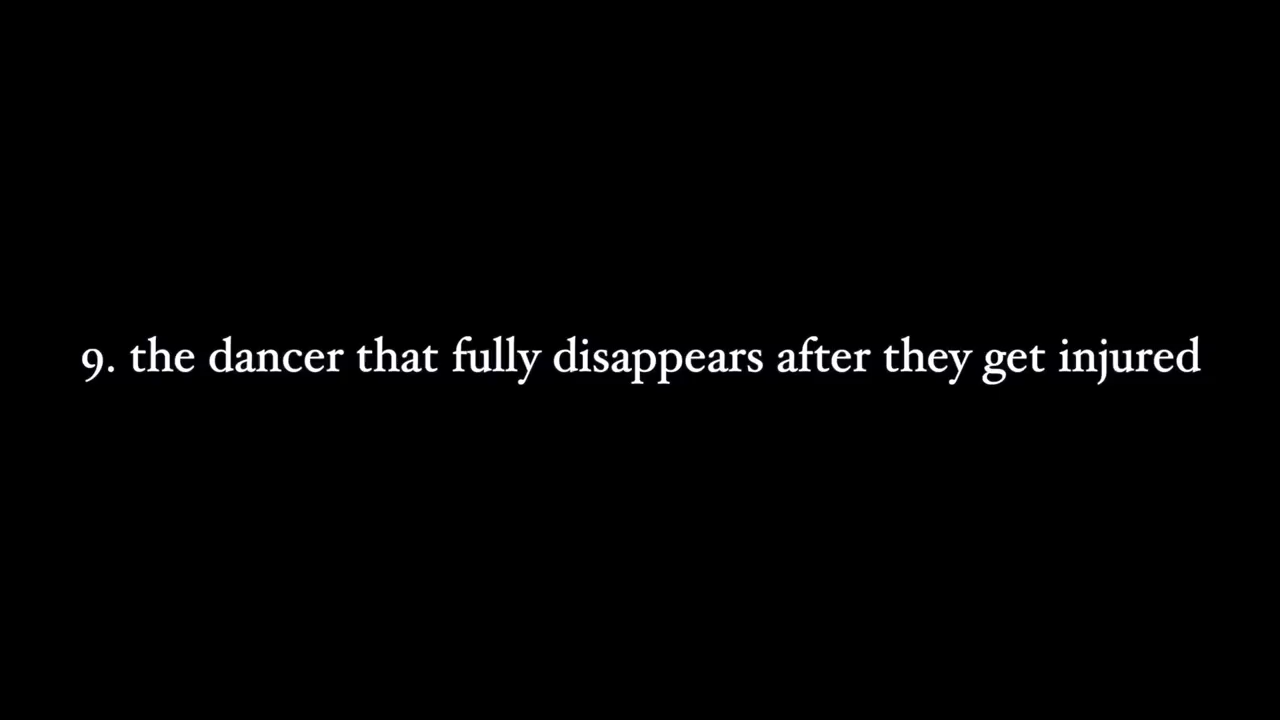 9. the dancer that fully disappears after they get injured